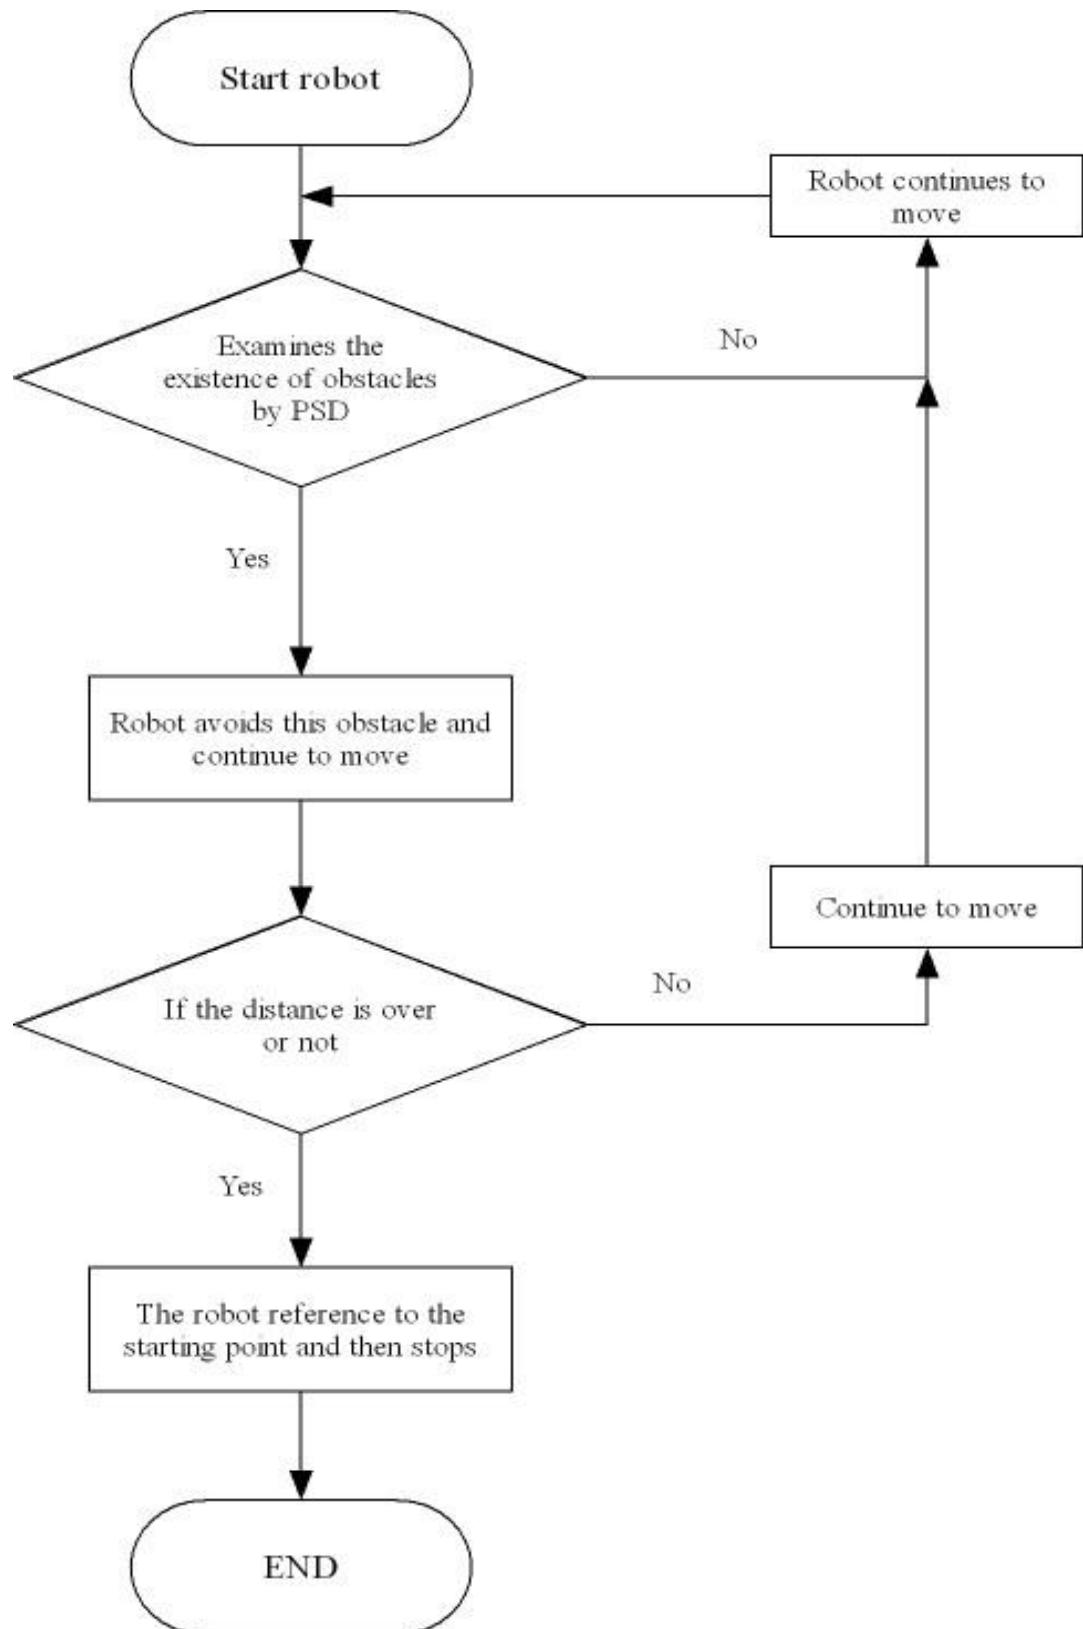 Start robot
Robot continues to
move
Examines the
existence of obstacles
by PSD
No
Yes
Robot avoids this obstacle and
continue to move
Continue to move
If the distance is over
or not
No
Yes
The robot reference to the
starting point and then stops
END